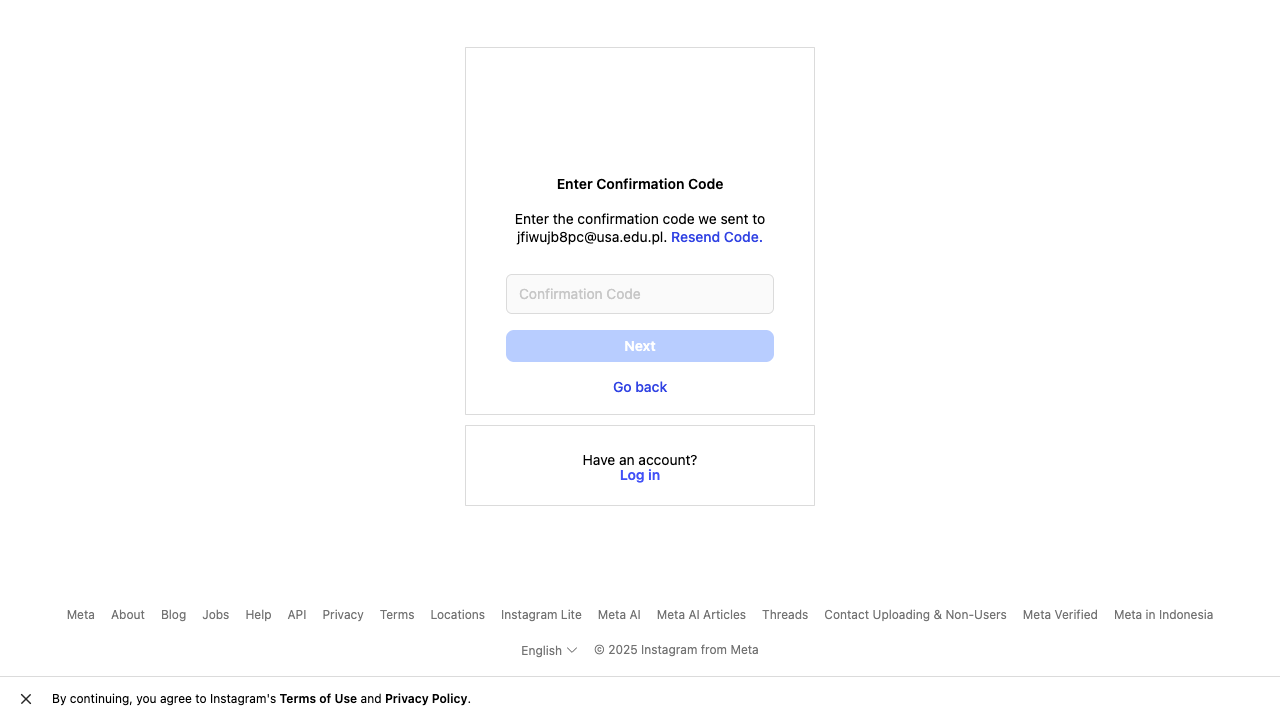 Enter Confirmation Code
Enter the confirmation code we sent to
jfiwujb8pc@usa.edu.pl. Resend Code.
Confirmation Code
Next
Go back
Have an account?
Log in
Meta About Blog Jobs Help API Privacy Terms Locations Instagram Lite Meta AI Meta AI Articles Threads Contact Uploading & Non-Users Meta Verified Meta in Indonesia
English © 2025 Instagram from Meta
By continuing, you agree to Instagram's Terms of Use and Privacy Policy.